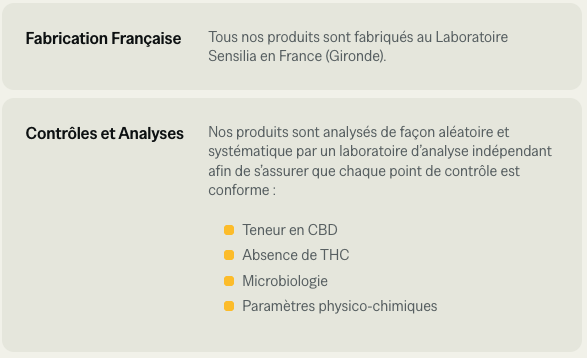 Fabrication Française
Tous nos produits sont fabriqués au Laboratoire
Sensilia en France (Gironde).
Contrôles et Analyses
Nos produits sont analysés de façon aléatoire et
systématique par un laboratoire d'analyse indépendant
afin de s'assurer que chaque point de contrôle est
conforme :
Teneur en CBD
Absence de THC
Microbiologie
Paramètres physico-chimiques